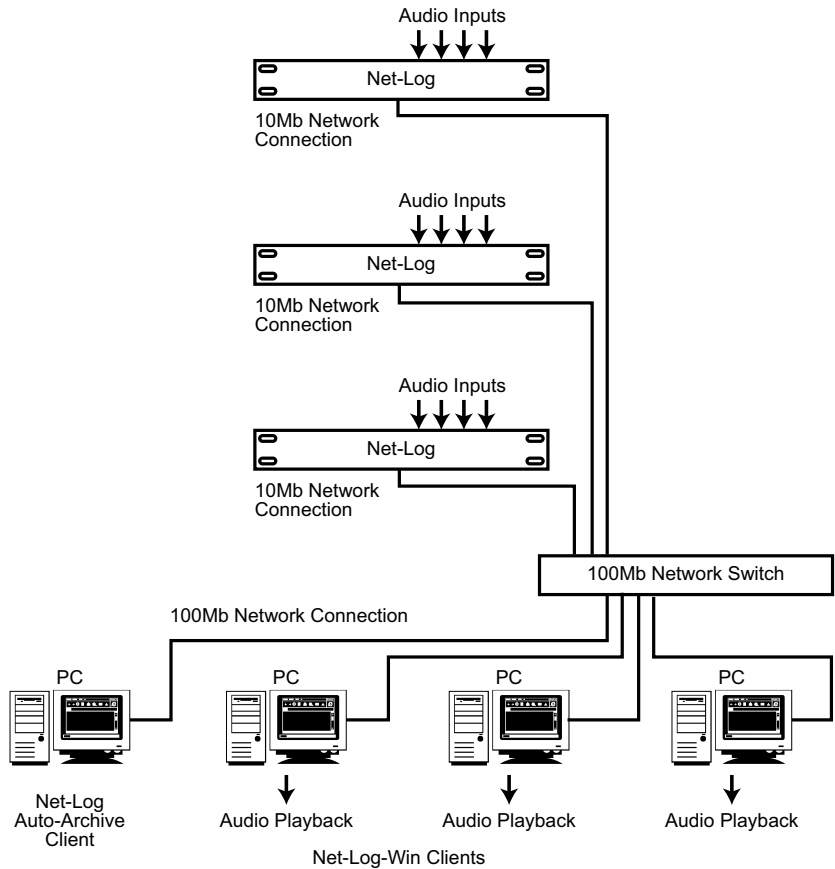 Audio Inputs
Net-Log
10Mb Network
Connection
Audio Inputs
Net-Log
10Mb Network
Connection
Audio Inputs
Net-Log
10Mb Network
Connection
100Mb Network Switch
100Mb Network Connection
PC
PC
PC
PC
Net-Log
Auto-Archive
Client
Audio Playback
Audio Playback
Audio Playback
Net-Log-Win Clients